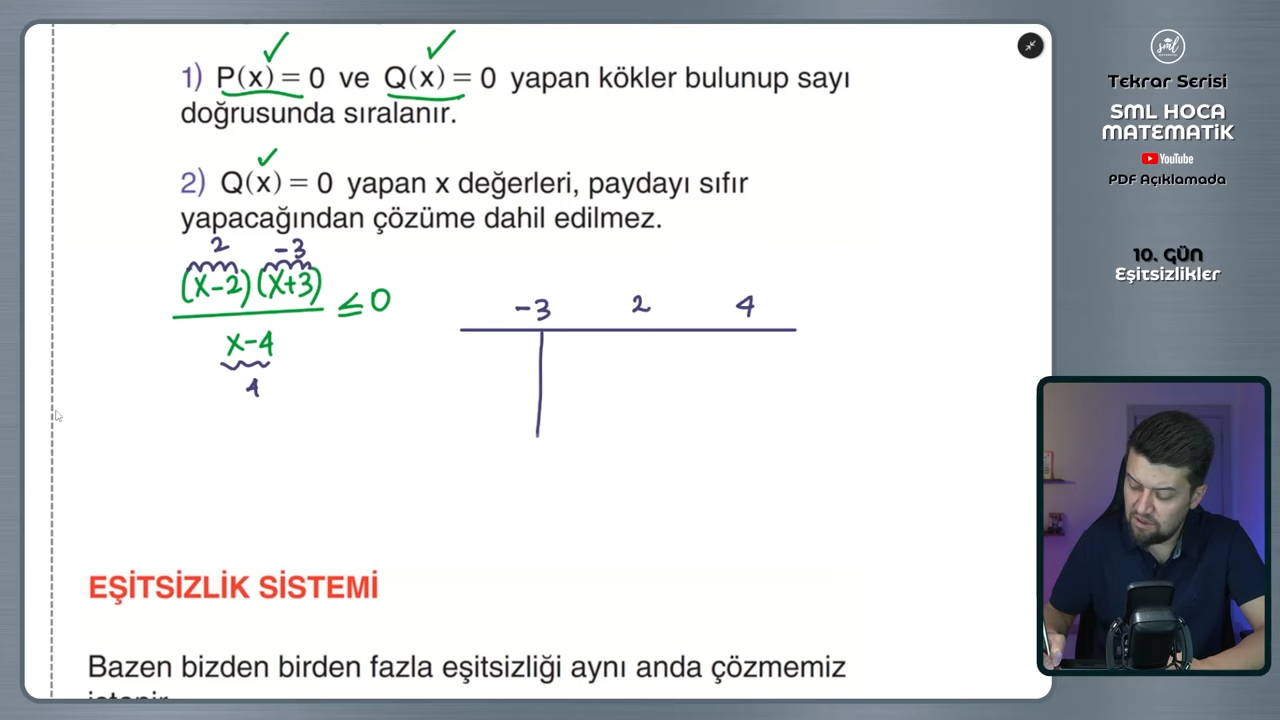 1) P(x) = 0 ve Q(x) = 0 yapan kökler bulunup sayı
doğrusunda sıralanır.
2) Q(x) = 0 yapan x değerleri, paydayı sıfır
yapacağından çözüme dahil edilmez.
2 -3
(x-2)(x+3)
≤ 0
x-4
4
-3 2 4
EŞİTSİZLİK SİSTEMİ
Bazen bizden birden fazla eşitsizliği aynı anda çözmemiz
istenir.
sml
Tekrar Serisi
SML HOCA
MATEMATİK
YouTube
PDF Açıklamada
10. GÜN
Eşitsizlikler